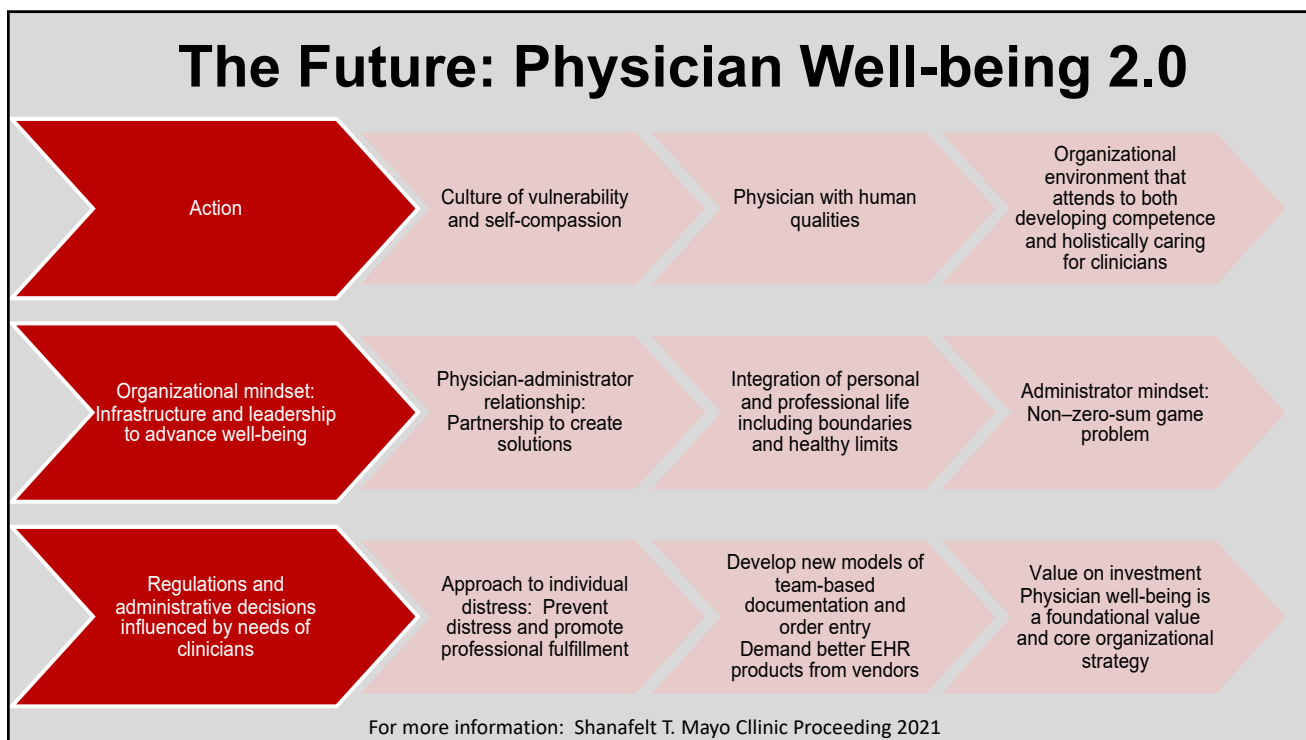 The Future: Physician Well-being 2.0
Action
Culture of vulnerability
and self-compassion
Physician with human
qualities
Organizational
environment that
attends to both
developing competence
and holistically caring
for clinicians
Organizational mindset:
Infrastructure and leadership
to advance well-being
Physician-administrator
relationship:
Partnership to create
solutions
Integration of personal
and professional life
including boundaries
and healthy limits
Administrator mindset:
Non–zero-sum game
problem
Regulations and
administrative decisions
influenced by needs of
clinicians
Approach to individual
distress:  Prevent
distress and promote
professional fulfillment
Develop new models of
team-based
documentation and
order entry
Demand better EHR
products from vendors
Value on investment
Physician well-being is
a foundational value
and core organizational
strategy
For more information:  Shanafelt T. Mayo Cllinic Proceeding 2021